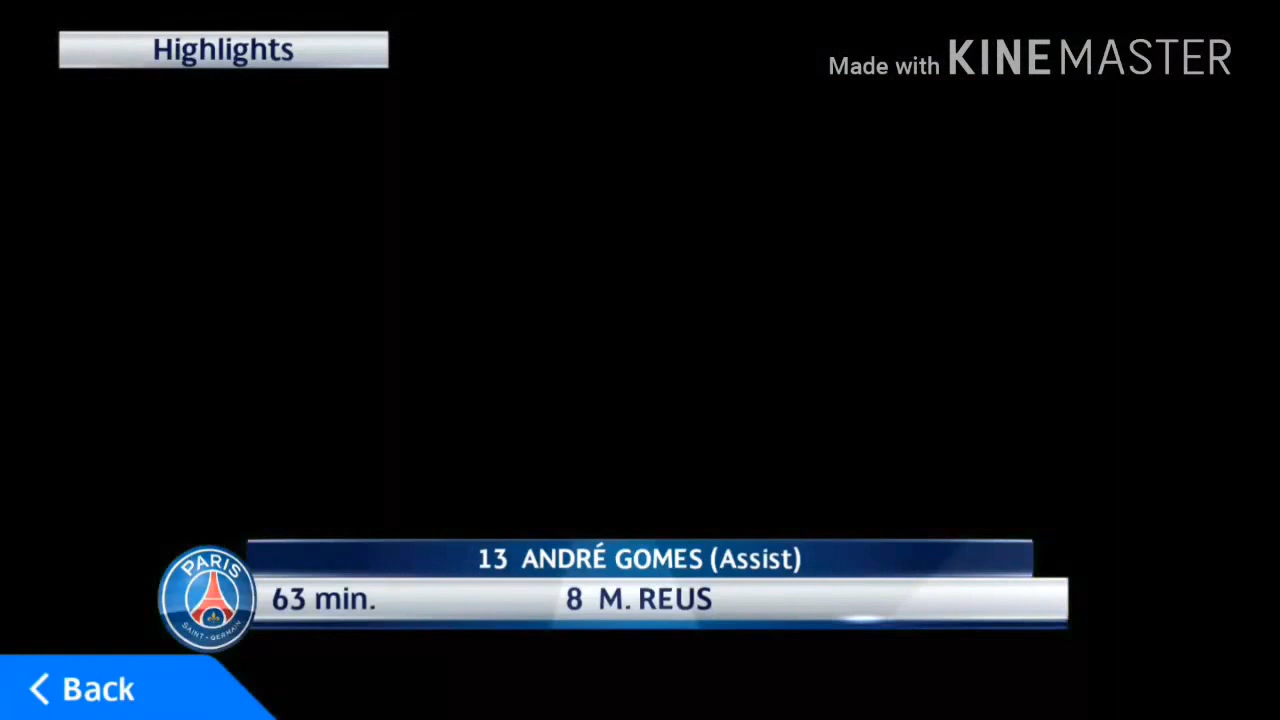 Highlights
Made with KINEMASTER
13 ANDRÉ GOMES (Assist)
PARIS
SAINT-GERMAIN
63 min. 8 M. REUS
Back